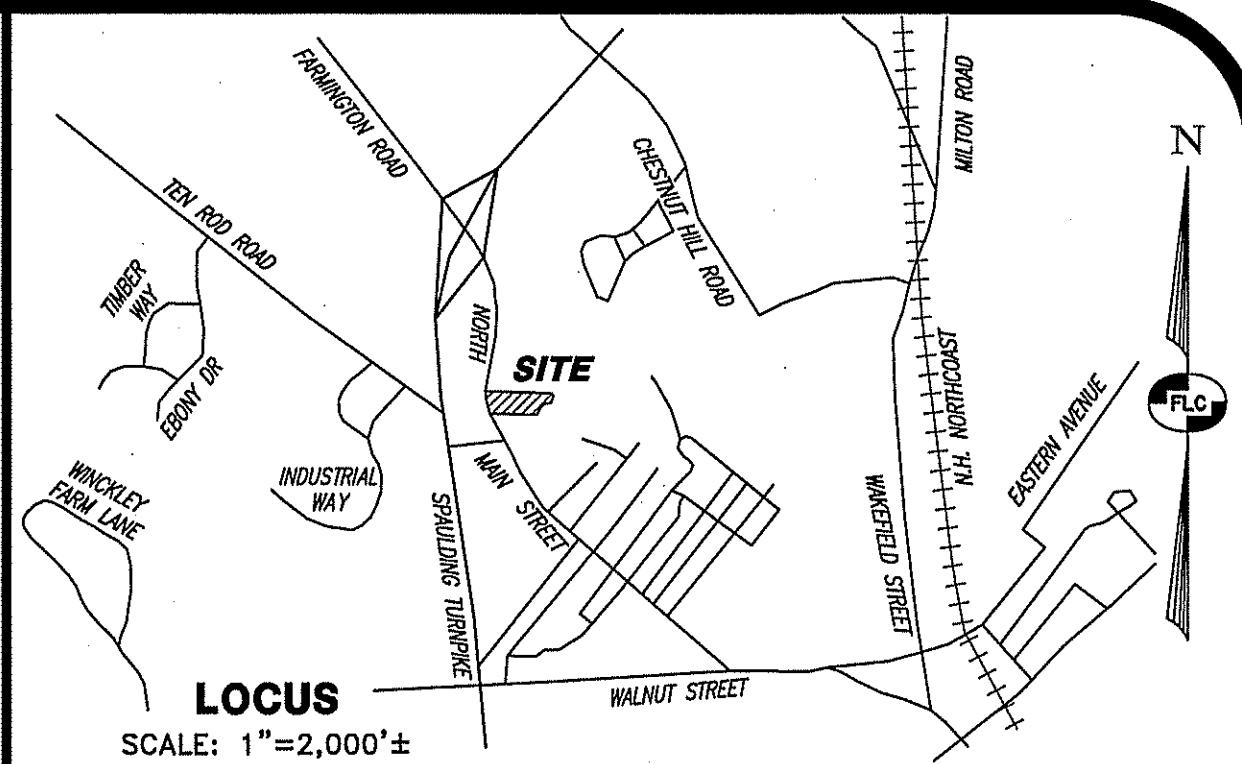 FARMINGTON ROAD
MILTON ROAD
N
CHESTNUT HILL ROAD
TEN ROD ROAD
TIMBER
WAY
NORTH
SITE
EBONY DR
N.H. NORTHCOAST
FLC
EASTERN AVENUE
WINCKLEY
FARM LANE
INDUSTRIAL
WAY
MAIN STREET
SPAULDING TURNPIKE
WAKEFIELD STREET
WALNUT STREET
LOCUS
SCALE: 1"=2,000'±